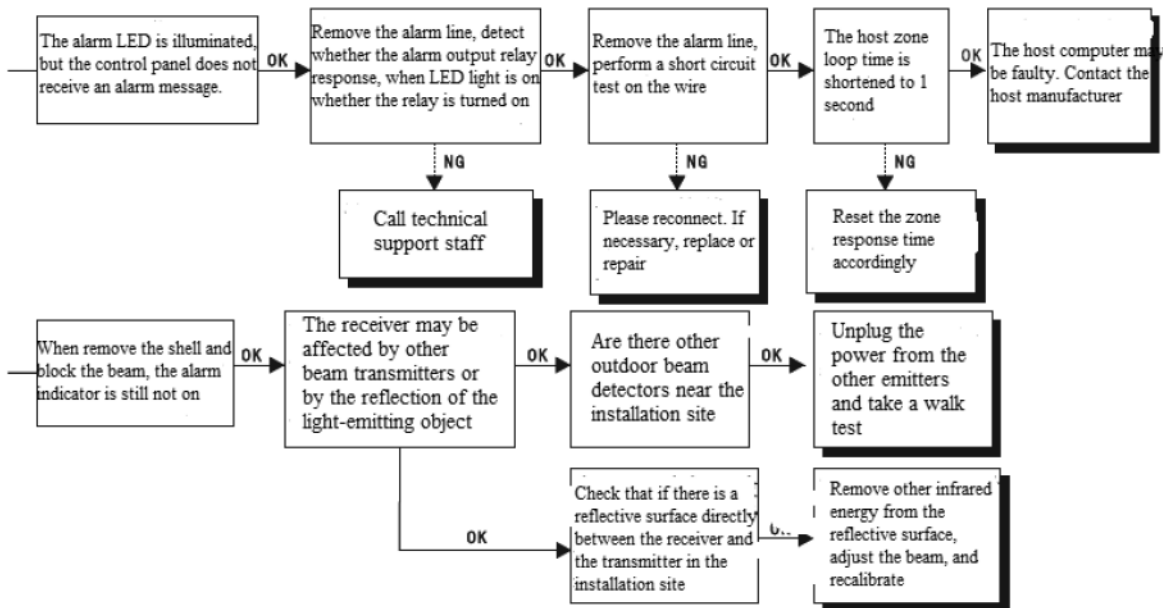 The alarm LED is illuminated,
but the control panel does not
receive an alarm message.
OK
Remove the alarm line, detect
whether the alarm output relay
response, when LED light is on
whether the relay is turned on
OK
Remove the alarm line,
perform a short circuit
test on the wire
OK
The host zone
loop time is
shortened to 1
second
OK
The host computer may
be faulty. Contact the
host manufacturer
NG
NG
NG
Call technical
support staff
Please reconnect. If
necessary, replace or
repair
Reset the zone
response time
accordingly
When remove the shell and
block the beam, the alarm
indicator is still not on
OK
The receiver may be
affected by other
beam transmitters or
by the reflection of the
light-emitting object
OK
Are there other
outdoor beam
detectors near the
installation site
OK
Unplug the
power from the
other emitters
and take a walk
test
OK
Check that if there is a
reflective surface directly
between the receiver and
the transmitter in the
installation site
Remove other infrared
energy from the
reflective surface,
adjust the beam, and
recalibrate